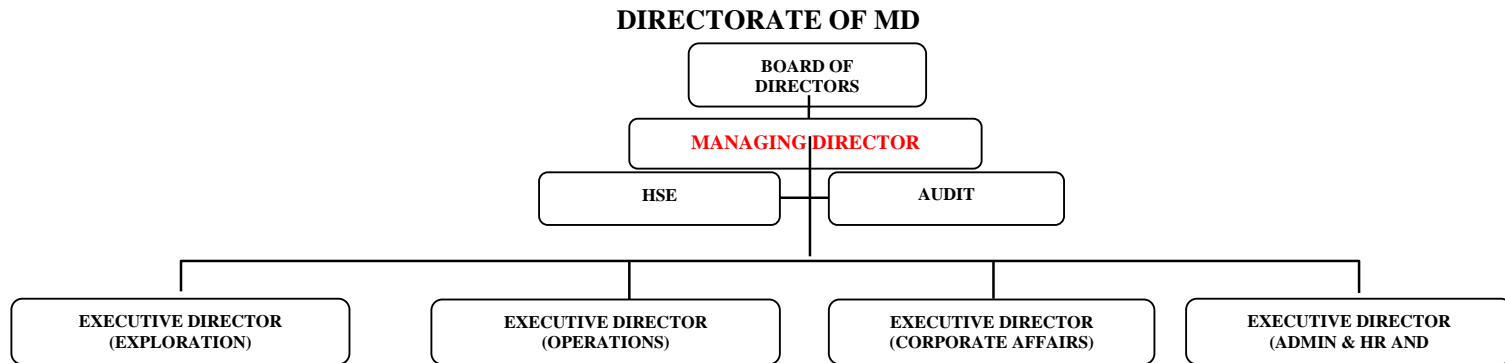 DIRECTORATE OF MD
BOARD OF
DIRECTORS
MANAGING DIRECTOR
HSE
AUDIT
EXECUTIVE DIRECTOR
(EXPLORATION)
EXECUTIVE DIRECTOR
(OPERATIONS)
EXECUTIVE DIRECTOR
(CORPORATE AFFAIRS)
EXECUTIVE DIRECTOR
(ADMIN & HR AND